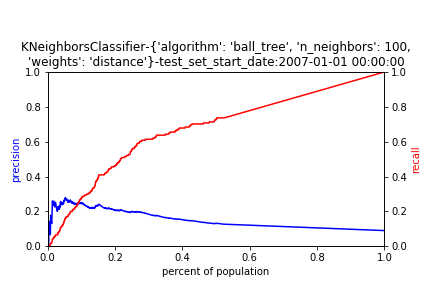 KNeighborsClassifier-{'algorithm': 'ball_tree', 'n_neighbors': 100,
'weights': 'distance'}-test_set_start_date:2007-01-01 00:00:00
1.0 1.0
0.8 0.8
0.6 0.6
precision recall
0.4 0.4
0.2 0.2
0.0 0.0
0.0 0.2 0.4 0.6 0.8 1.0
percent of population